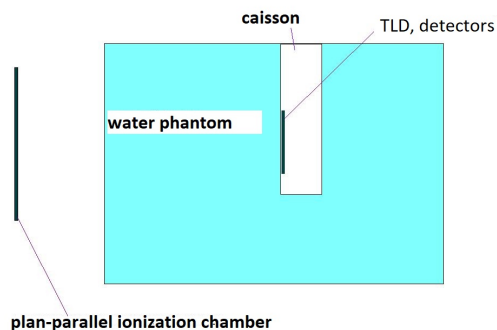 caisson
TLD, detectors
water phantom
plan-parallel ionization chamber